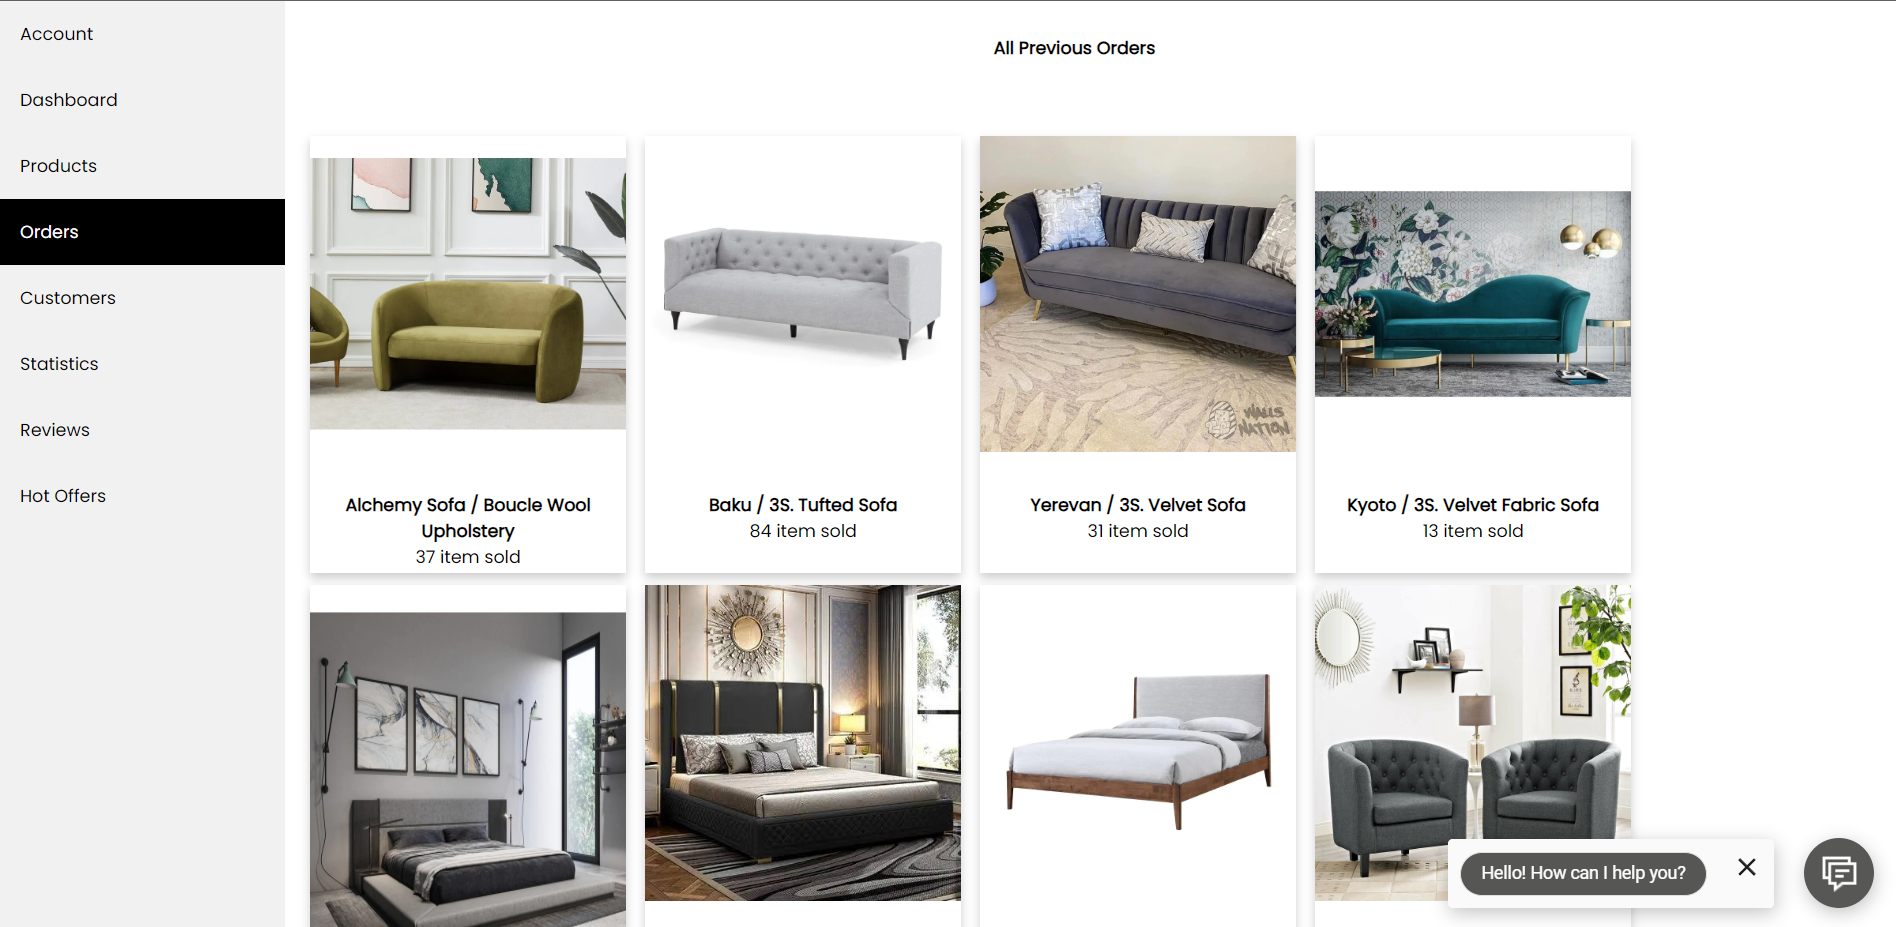 Account
Dashboard
Products
Orders
Customers
Statistics
Reviews
Hot Offers
All Previous Orders
WALLS
NATION
Alchemy Sofa / Boucle Wool
Upholstery
37 item sold
Baku / 3S. Tufted Sofa
84 item sold
Yerevan / 3S. Velvet Sofa
31 item sold
Kyoto / 3S. Velvet Fabric Sofa
13 item sold
Hello! How can I help you?